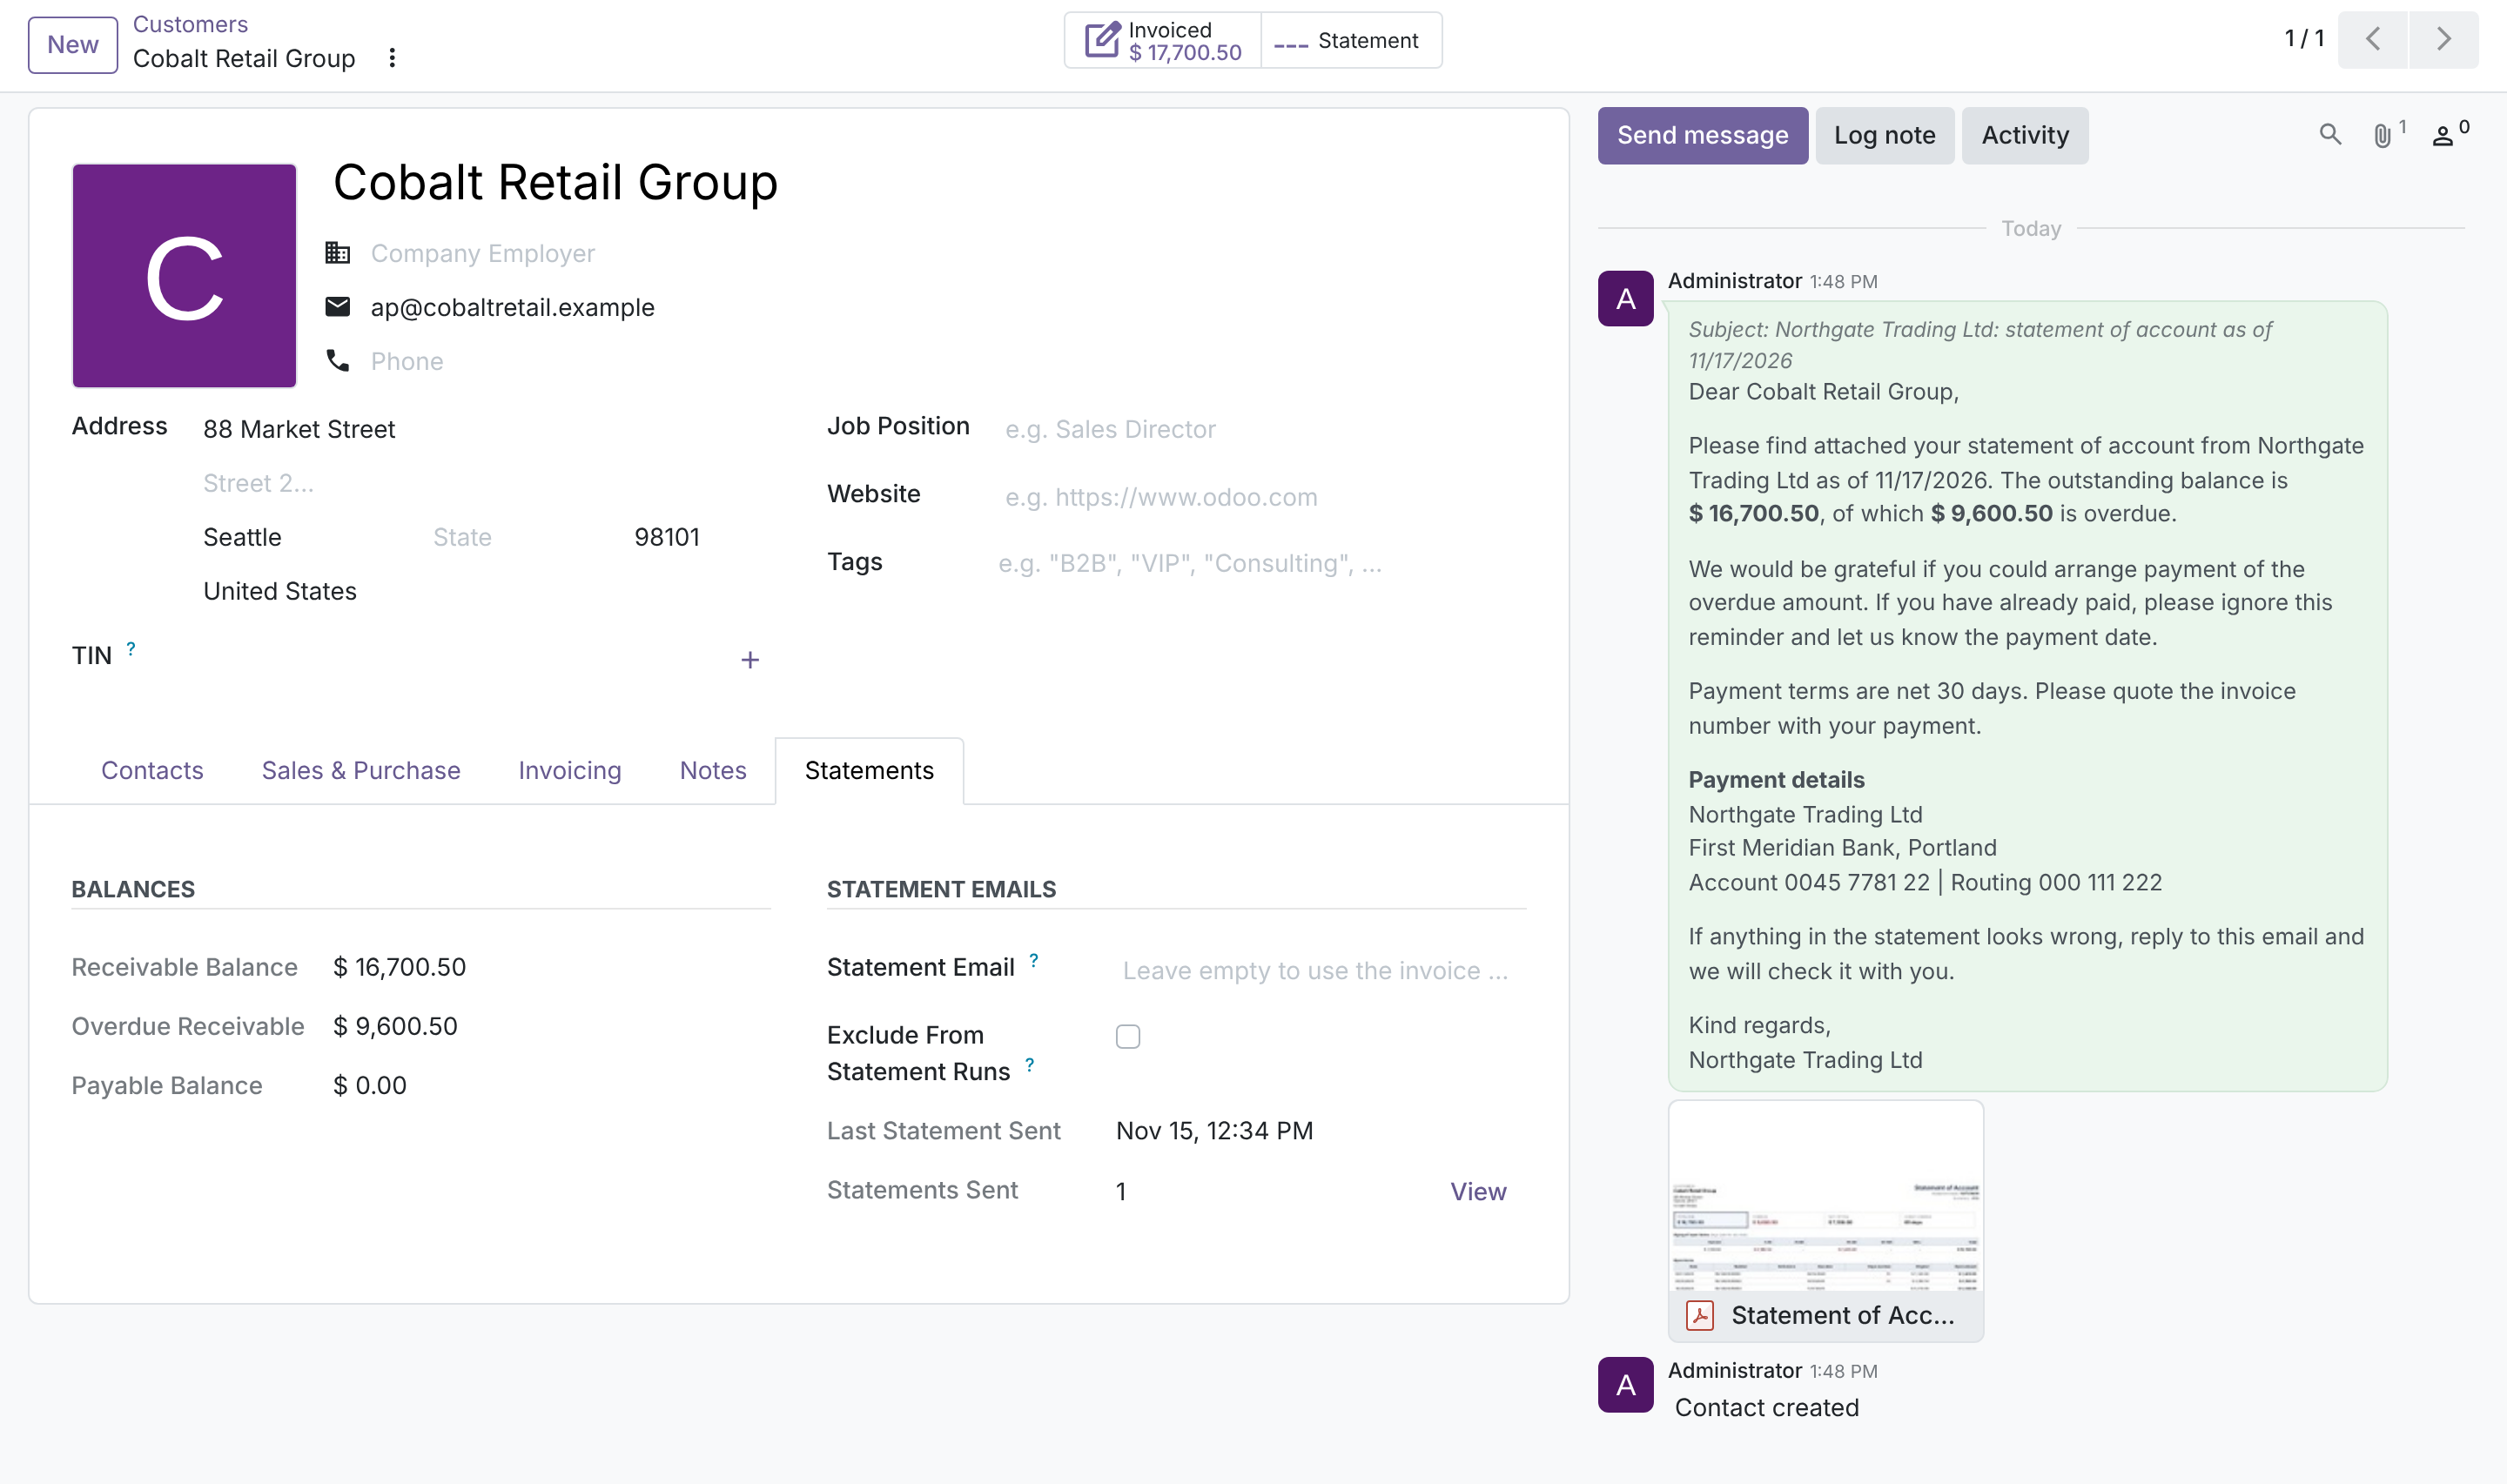 New
Customers
Cobalt Retail Group
Invoiced
$ 17,700.50
Statement
1 / 1
C
Cobalt Retail Group
Company Employer
ap@cobaltretail.example
Phone
Address
88 Market Street
Street 2...
Seattle
State
98101
United States
TIN ?
+
Job Position
e.g. Sales Director
Website
e.g. https://www.odoo.com
Tags
e.g. "B2B", "VIP", "Consulting", ...
Contacts
Sales & Purchase
Invoicing
Notes
Statements
BALANCES
Receivable Balance
$ 16,700.50
Overdue Receivable
$ 9,600.50
Payable Balance
$ 0.00
STATEMENT EMAILS
Statement Email ?
Leave empty to use the invoice ...
Exclude From
Statement Runs ?
Last Statement Sent
Nov 15, 12:34 PM
Statements Sent
1
View
Send message
Log note
Activity
1
0
Today
A
Administrator 1:48 PM
Subject: Northgate Trading Ltd: statement of account as of
11/17/2026
Dear Cobalt Retail Group,
Please find attached your statement of account from Northgate
Trading Ltd as of 11/17/2026. The outstanding balance is
$ 16,700.50, of which $ 9,600.50 is overdue.
We would be grateful if you could arrange payment of the
overdue amount. If you have already paid, please ignore this
reminder and let us know the payment date.
Payment terms are net 30 days. Please quote the invoice
number with your payment.
Payment details
Northgate Trading Ltd
First Meridian Bank, Portland
Account 0045 7781 22 | Routing 000 111 222
If anything in the statement looks wrong, reply to this email and
we will check it with you.
Kind regards,
Northgate Trading Ltd
Statement of Account
Statement of Acc...
A
Administrator 1:48 PM
Contact created